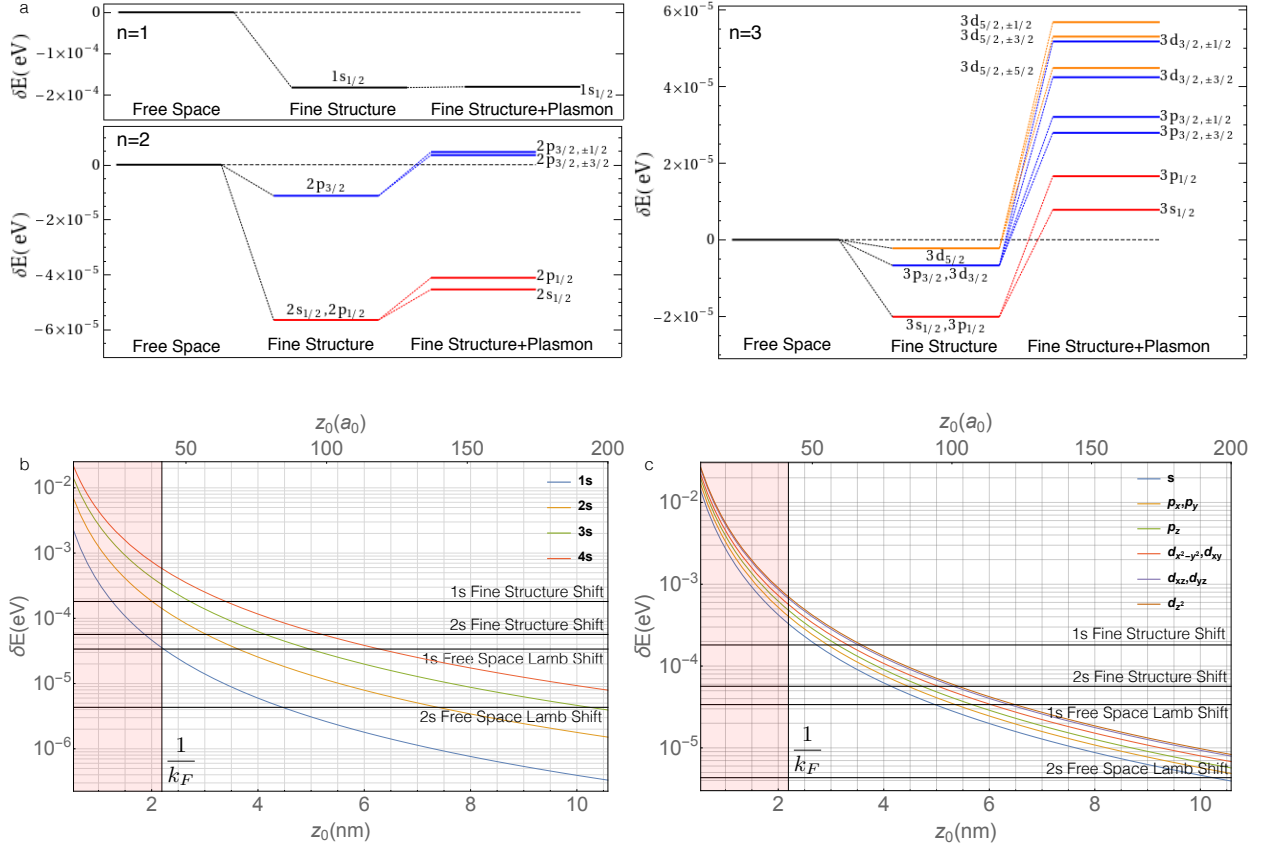 a
n=1
δE(eV)
0
−1×10⁻⁴
−2×10⁻⁴
1s1/2
1s1/2
Free Space
Fine Structure
Fine Structure+Plasmon
n=2
δE(eV)
0
−2×10⁻⁵
−4×10⁻⁵
−6×10⁻⁵
2p3/2
2p3/2,±1/2
2p3/2,±3/2
2p1/2
2s1/2
2s1/2,2p1/2
Free Space
Fine Structure
Fine Structure+Plasmon
n=3
δE(eV)
6×10⁻⁵
4×10⁻⁵
2×10⁻⁵
0
−2×10⁻⁵
3d5/2,±1/2
3d5/2,±3/2
3d3/2,±1/2
3d5/2,±5/2
3d3/2,±3/2
3p3/2,±1/2
3p3/2,±3/2
3p1/2
3s1/2
3d5/2
3p3/2,3d3/2
3s1/2,3p1/2
Free Space
Fine Structure
Fine Structure+Plasmon
b
z0(a0)
50
100
150
200
δE(eV)
10⁻²
10⁻³
10⁻⁴
10⁻⁵
10⁻⁶
1s
2s
3s
4s
1s Fine Structure Shift
2s Fine Structure Shift
1s Free Space Lamb Shift
2s Free Space Lamb Shift
1
kF
2
4
6
8
10
z0(nm)
c
z0(a0)
50
100
150
200
δE(eV)
10⁻²
10⁻³
10⁻⁴
10⁻⁵
s
px,py
pz
dx²−y²,dxy
dxz,dyz
dz²
1s Fine Structure Shift
2s Fine Structure Shift
1s Free Space Lamb Shift
1
kF
2s Free Space Lamb Shift
2
4
6
8
10
z0(nm)